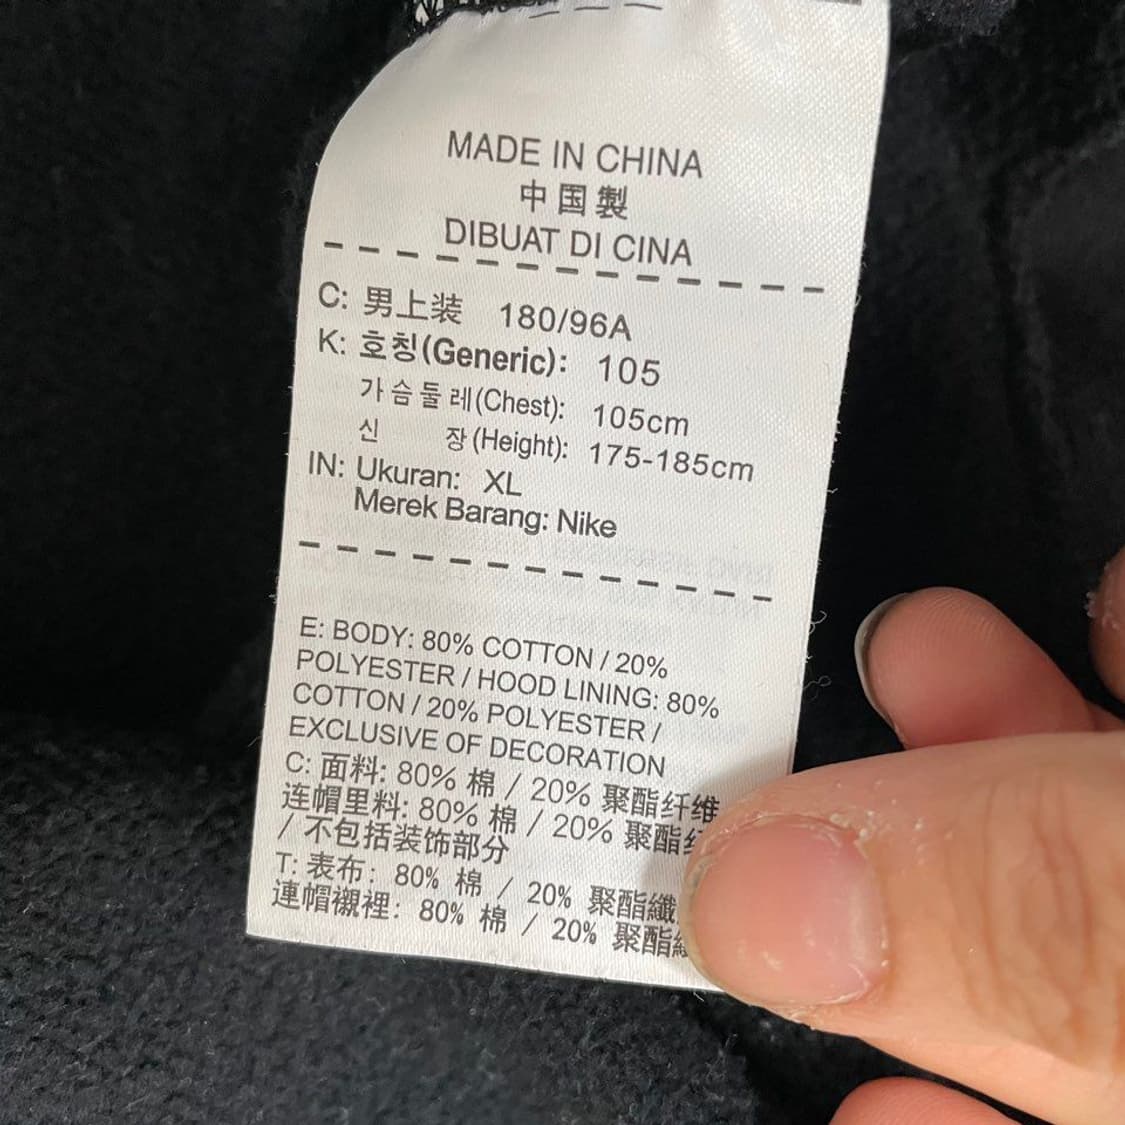 MADE IN CHINA
中国製
DIBUAT DI CINA
C: 男上装 180/96A
K: 호칭(Generic): 105
가슴둘레(Chest): 105cm
신 장(Height): 175-185cm
IN: Ukuran: XL
Merek Barang: Nike
E: BODY: 80% COTTON / 20%
POLYESTER / HOOD LINING: 80%
COTTON / 20% POLYESTER /
EXCLUSIVE OF DECORATION
C: 面料: 80% 棉 / 20% 聚酯纤维
连帽里料: 80% 棉 / 20% 聚酯
/ 不包括装饰部分
T: 表布: 80% 棉 / 20% 聚酯纖
連帽襯裡: 80% 棉 / 20% 聚酯